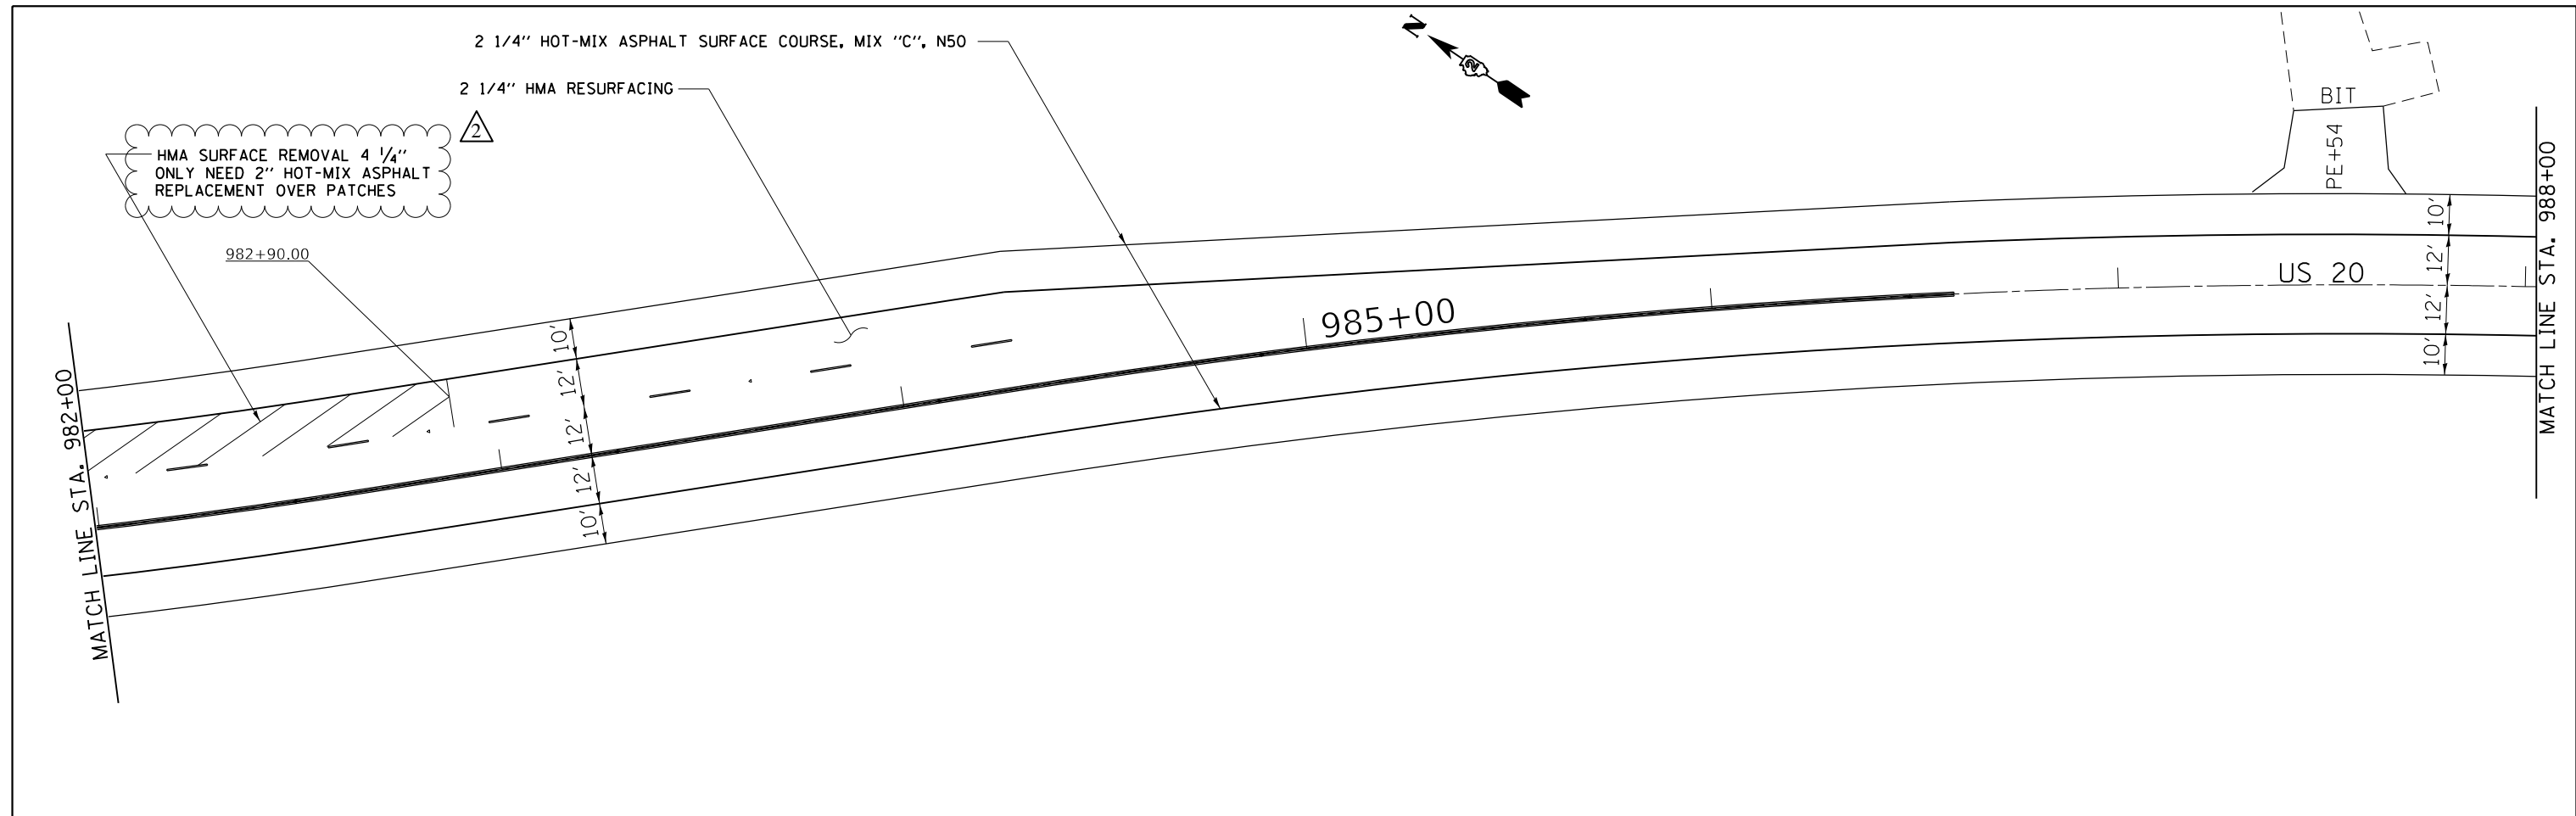 2 1/4" HOT-MIX ASPHALT SURFACE COURSE, MIX "C", N50
2 1/4" HMA RESURFACING
2
HMA SURFACE REMOVAL 4 1/4"
ONLY NEED 2" HOT-MIX ASPHALT
REPLACEMENT OVER PATCHES
982+90.00
N
2
BIT
PE+54
MATCH LINE STA. 988+00
10'
12'
12'
10'
US 20
985+00
10'
12'
12'
12'
10'
MATCH LINE STA. 982+00